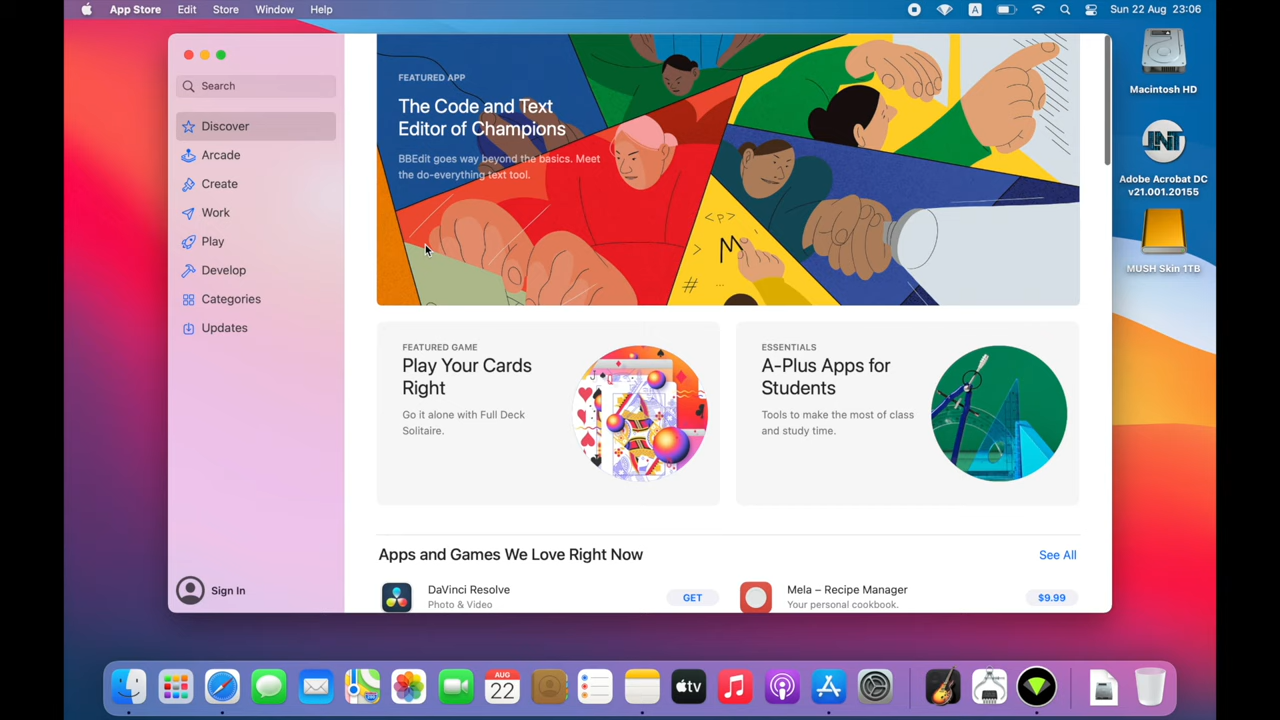 App Store Edit Store Window Help
A Sun 22 Aug 23:06
Search
Discover
Arcade
Create
Work
Play
Develop
Categories
Updates
Sign In
FEATURED APP
The Code and Text
Editor of Champions
BBEdit goes way beyond the basics. Meet
the do-everything text tool.
<p>
>
M
#
FEATURED GAME
Play Your Cards
Right
Go it alone with Full Deck
Solitaire.
ESSENTIALS
A-Plus Apps for
Students
Tools to make the most of class
and study time.
Apps and Games We Love Right Now
See All
DaVinci Resolve
Photo & Video
GET
Mela – Recipe Manager
Your personal cookbook.
$9.99
Macintosh HD
JNT
Adobe Acrobat DC
v21.001.20155
MUSH Skin 1TB
AUG
22
tv